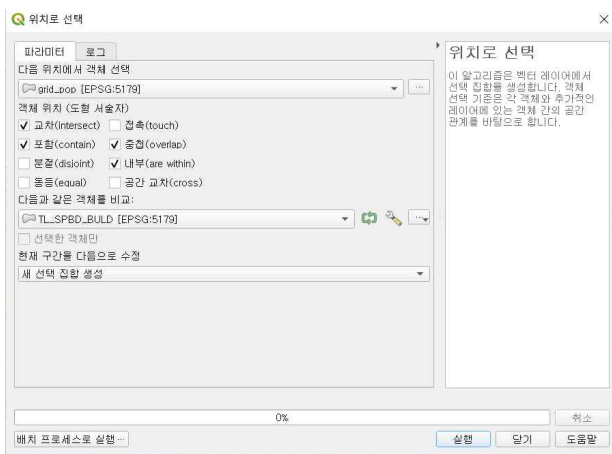 위치로 선택
파라미터 로그
다음 위치에서 객체 선택
grid_pop [EPSG:5179]
객체 위치 (도형 서술자)
교차(intersect) 접촉(touch)
포함(contain) 중첩(overlap)
분절(disjoint) 내부(are within)
동등(equal) 공간 교차(cross)
다음과 같은 객체를 비교:
TL_SPBD_BULD [EPSG:5179]
선택한 객체만
현재 구간을 다음으로 수정
새 선택 집합 생성
위치로 선택
이 알고리즘은 벡터 레이어에서
선택 집합을 생성합니다. 객체
선택 기준은 각 객체와 추가적인
레이어에 있는 객체 간의 공간
관계를 바탕으로 합니다.
0%
취소
배치 프로세스로 실행…
실행 닫기 도움말